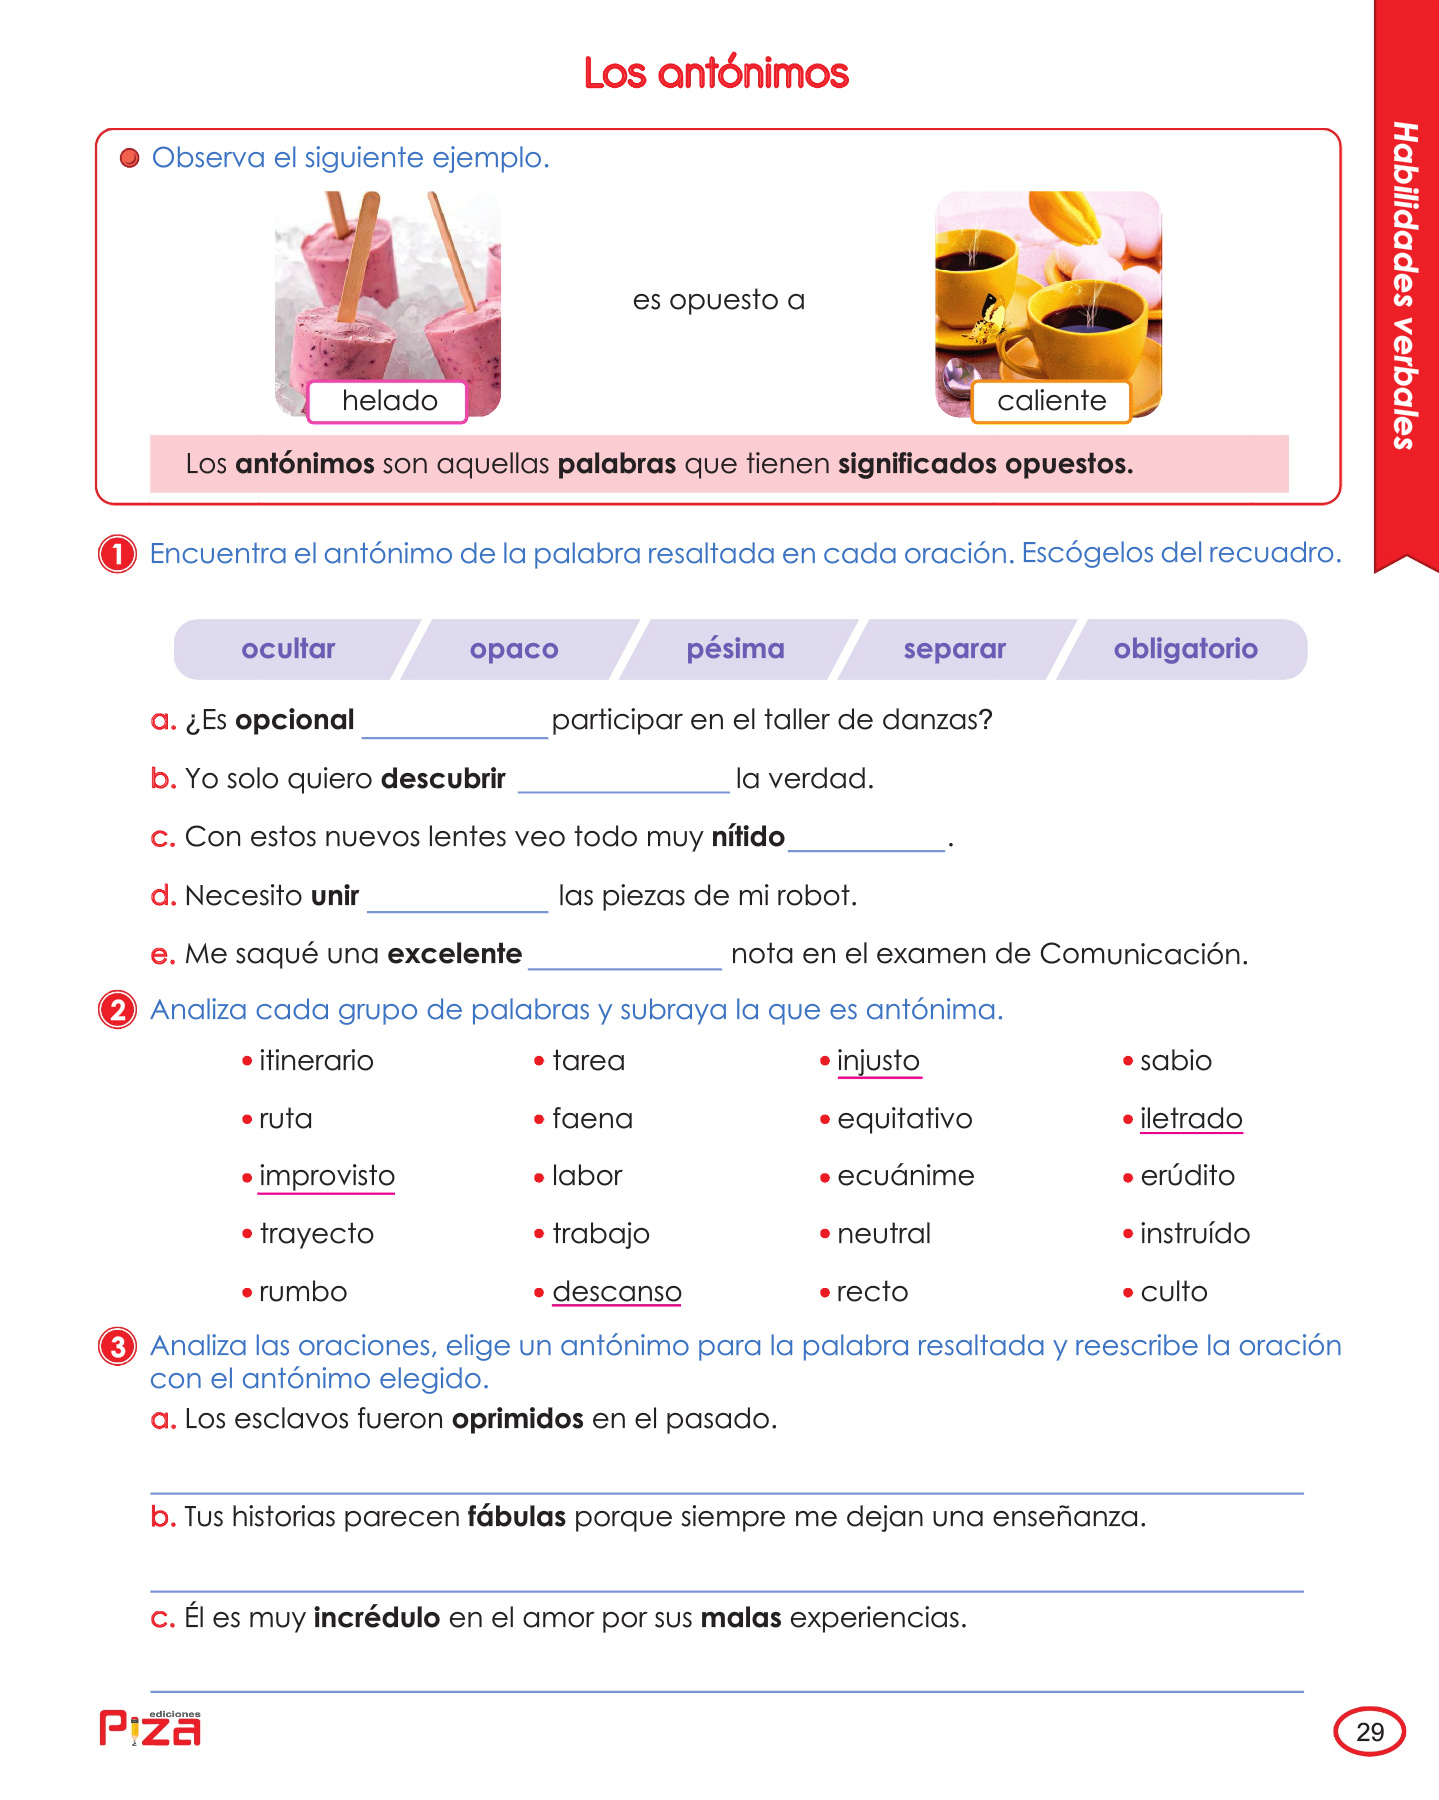 Los antónimos
Habilidades verbales
Observa el siguiente ejemplo.
es opuesto a
helado
caliente
Los antónimos son aquellas palabras que tienen significados opuestos.
1 Encuentra el antónimo de la palabra resaltada en cada oración. Escógelos del recuadro.
ocultar opaco pésima separar obligatorio
a. ¿Es opcional ____________ participar en el taller de danzas?
b. Yo solo quiero descubrir ____________ la verdad.
c. Con estos nuevos lentes veo todo muy nítido ____________.
d. Necesito unir ____________ las piezas de mi robot.
e. Me saqué una excelente ____________ nota en el examen de Comunicación.
2 Analiza cada grupo de palabras y subraya la que es antónima.
• itinerario • tarea • injusto • sabio
• ruta • faena • equitativo • iletrado
• improvisto • labor • ecuánime • erúdito
• trayecto • trabajo • neutral • instruído
• rumbo • descanso • recto • culto
3 Analiza las oraciones, elige un antónimo para la palabra resaltada y reescribe la oración
con el antónimo elegido.
a. Los esclavos fueron oprimidos en el pasado.
b. Tus historias parecen fábulas porque siempre me dejan una enseñanza.
c. Él es muy incrédulo en el amor por sus malas experiencias.
ediciones
Piza
29